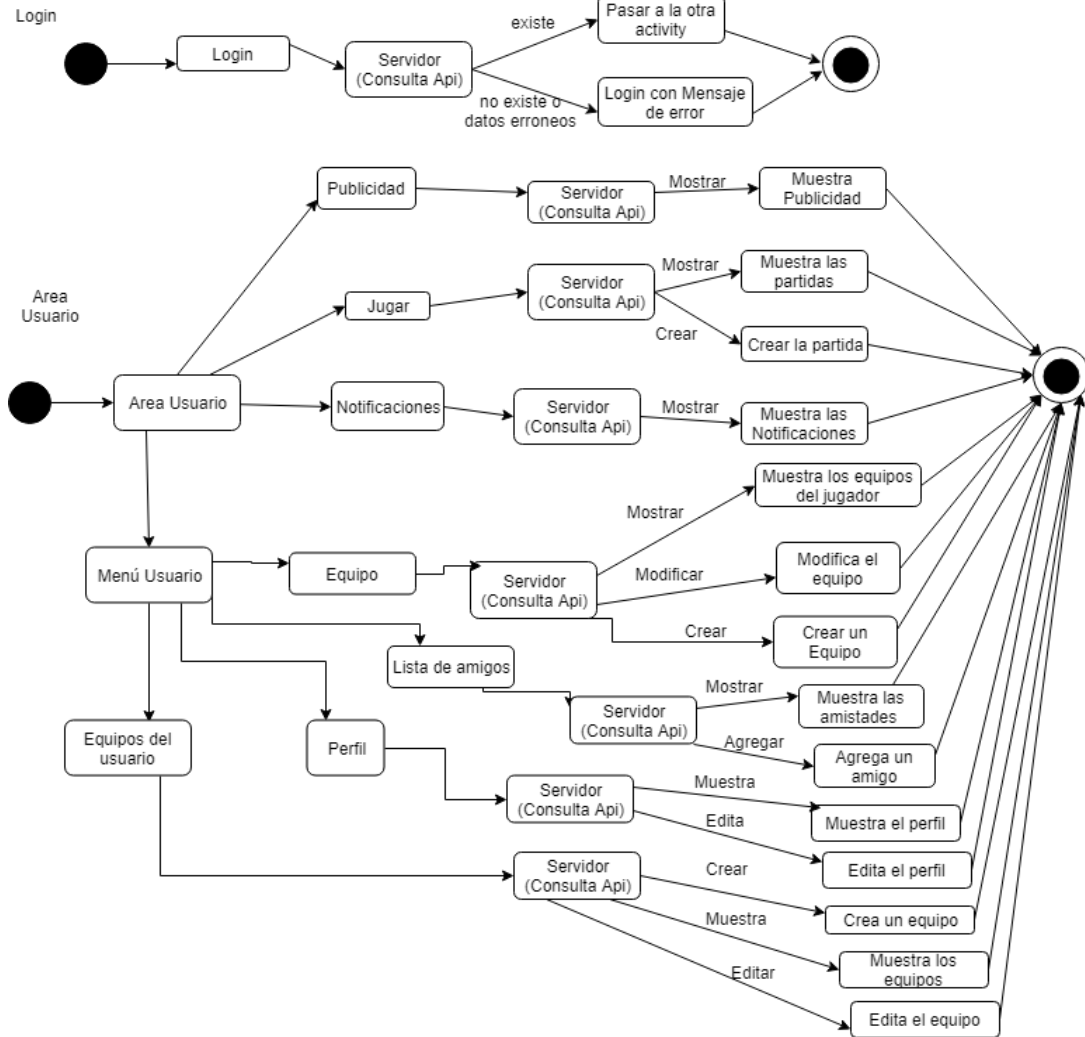 Login
Login
Servidor
(Consulta Api)
existe
Pasar a la otra
activity
no existe o
datos erroneos
Login con Mensaje
de error
Publicidad
Servidor
(Consulta Api)
Mostrar
Muestra
Publicidad
Area
Usuario
Jugar
Servidor
(Consulta Api)
Mostrar
Muestra las
partidas
Crear
Crear la partida
Area Usuario
Notificaciones
Servidor
(Consulta Api)
Mostrar
Muestra las
Notificaciones
Mostrar
Muestra los equipos
del jugador
Menú Usuario
Equipo
Servidor
(Consulta Api)
Modificar
Modifica el
equipo
Crear
Crear un
Equipo
Lista de amigos
Servidor
(Consulta Api)
Mostrar
Muestra las
amistades
Agregar
Agrega un
amigo
Equipos del
usuario
Perfil
Servidor
(Consulta Api)
Muestra
Muestra el perfil
Edita
Edita el perfil
Servidor
(Consulta Api)
Crear
Crea un equipo
Muestra
Muestra los
equipos
Editar
Edita el equipo